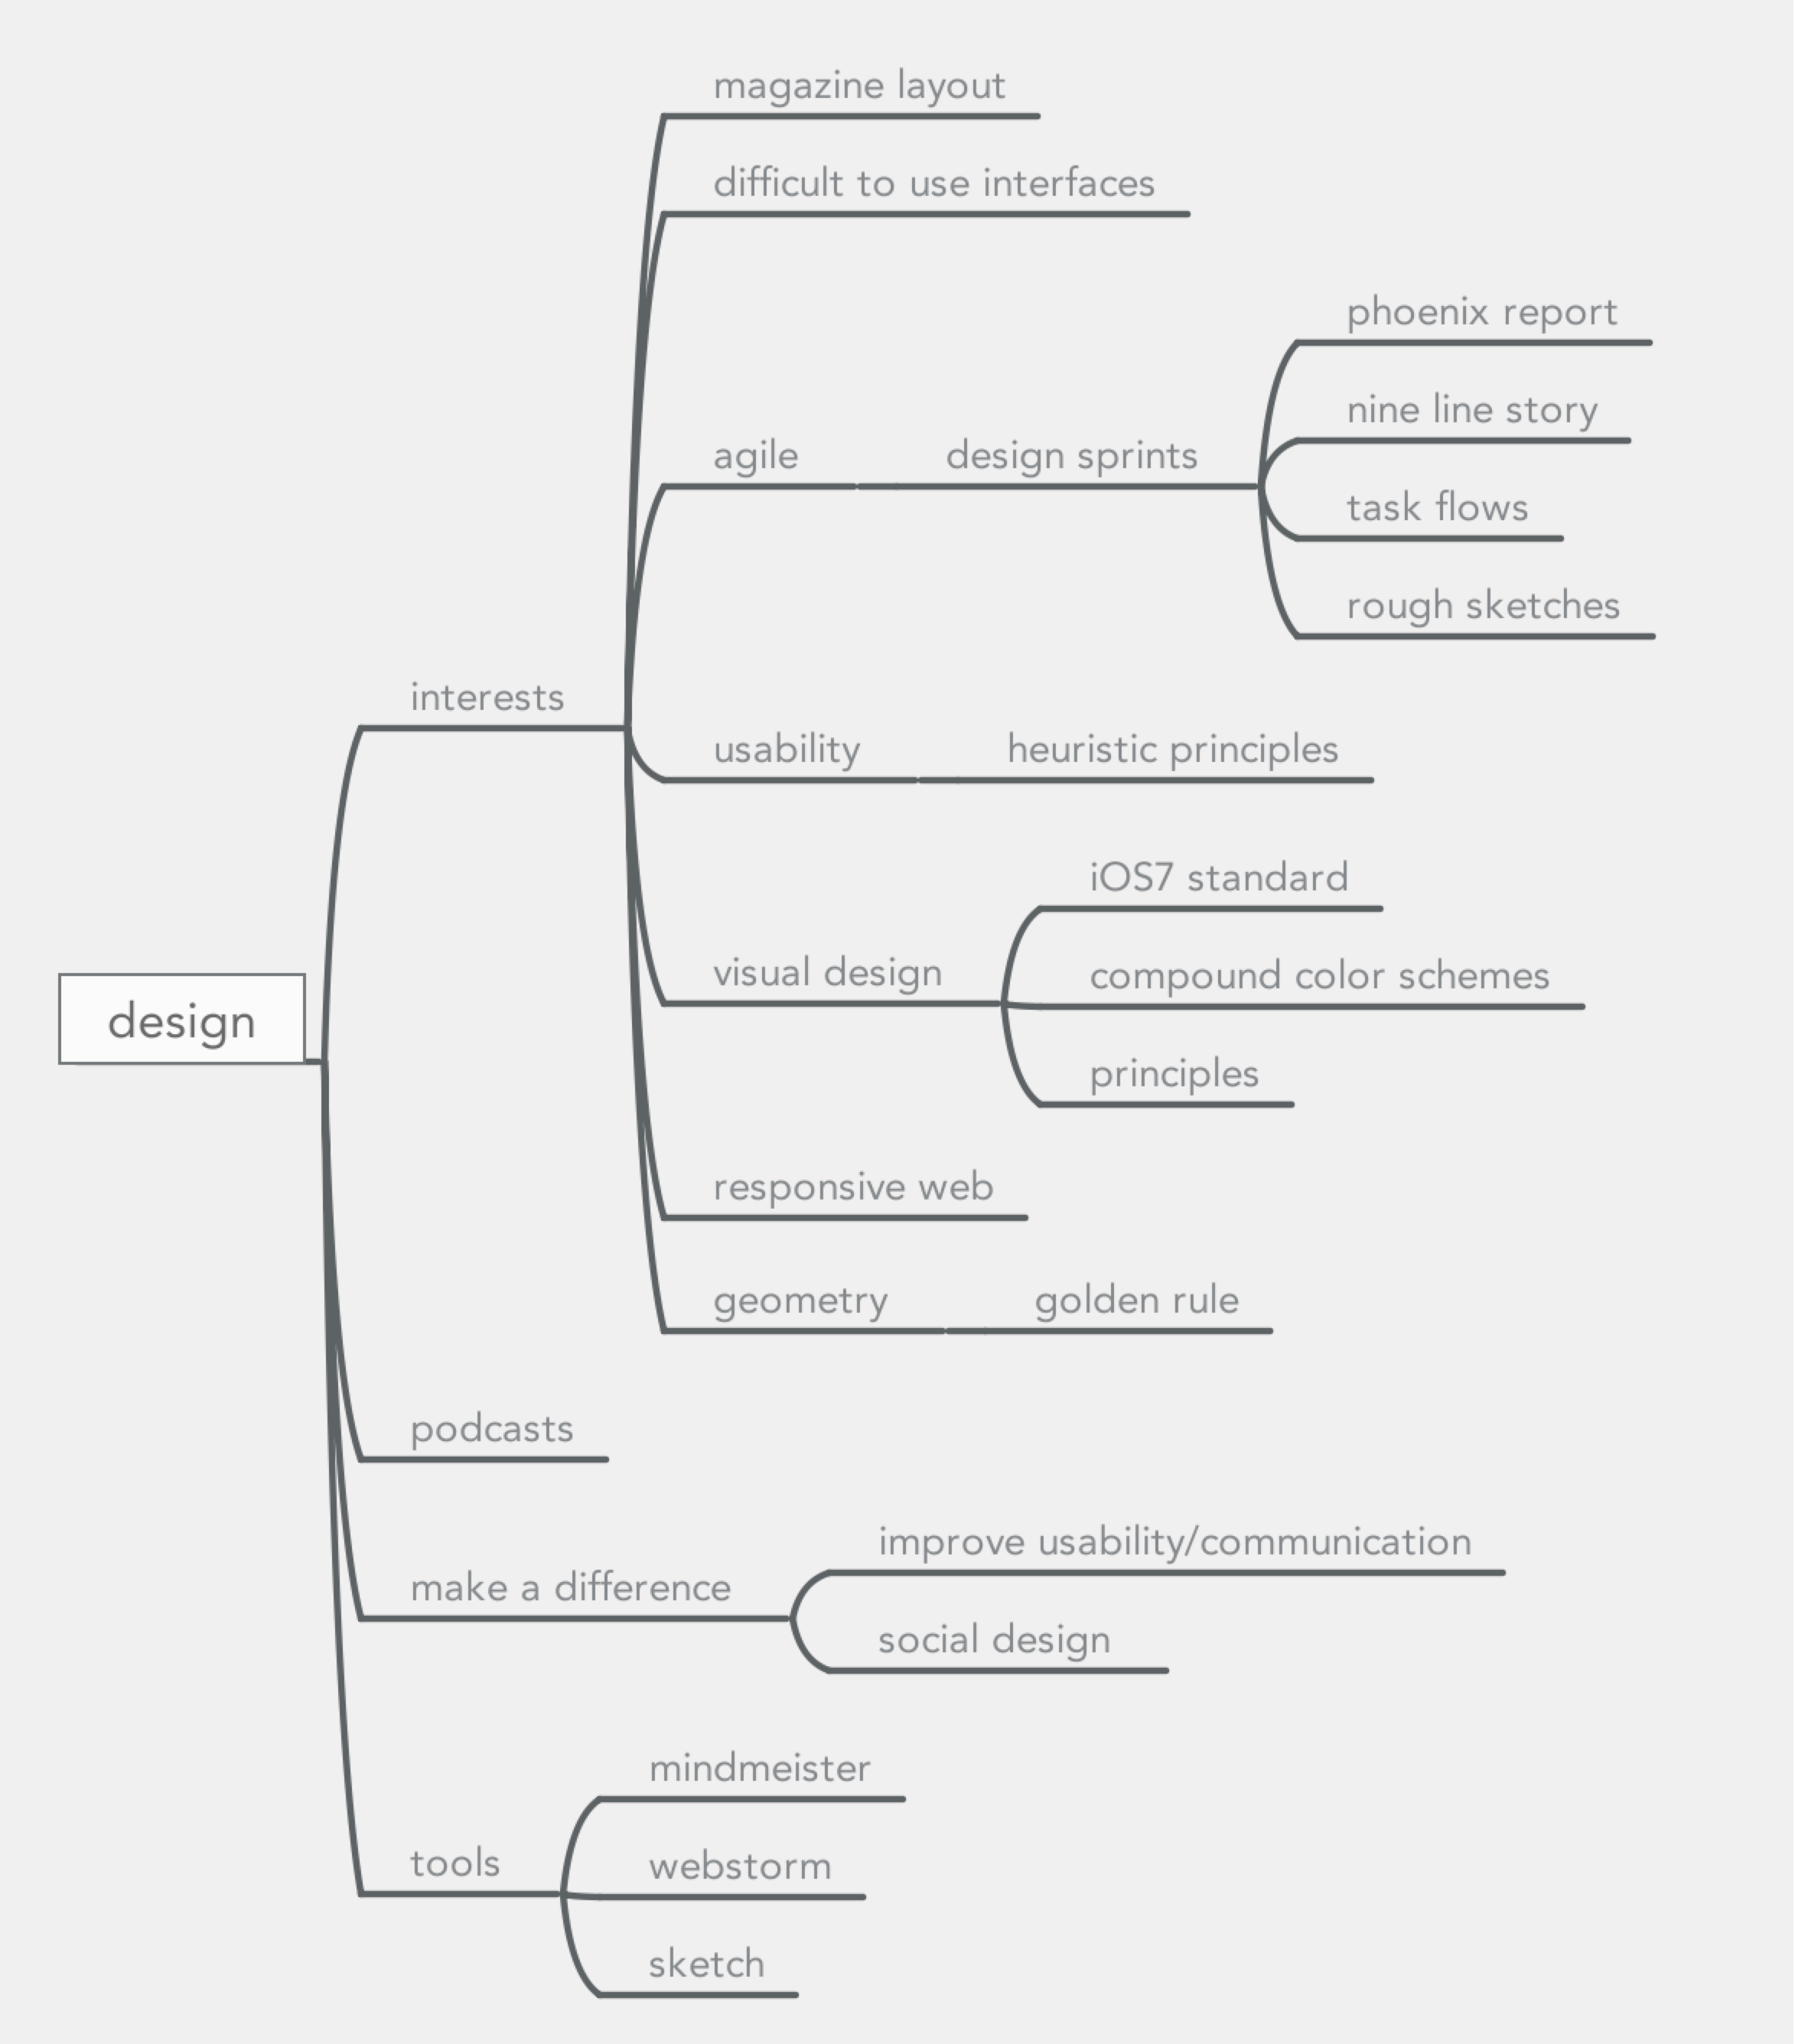 magazine layout
difficult to use interfaces
phoenix report
nine line story
agile
design sprints
task flows
rough sketches
interests
usability
heuristic principles
iOS7 standard
visual design
compound color schemes
design
principles
responsive web
geometry
golden rule
podcasts
improve usability/communication
make a difference
social design
mindmeister
tools
webstorm
sketch